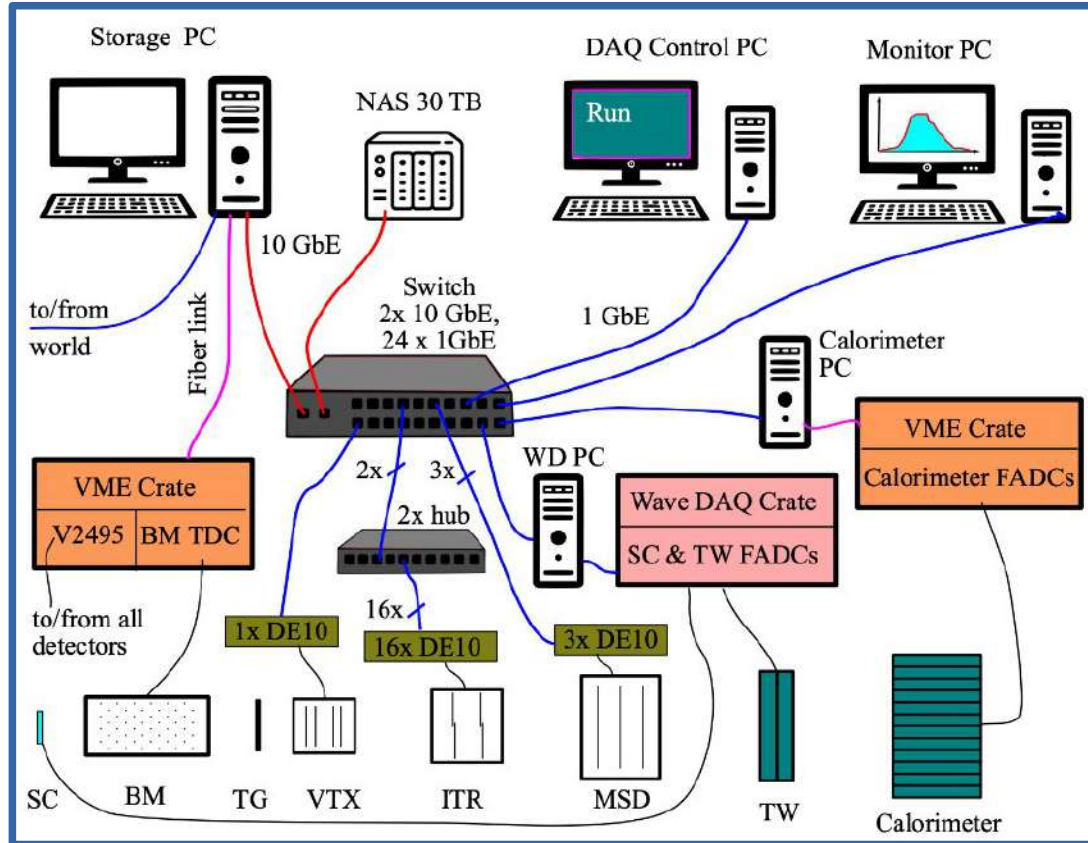 Storage PC
DAQ Control PC
Monitor PC
NAS 30 TB
Run
10 GbE
Switch
2x 10 GbE,
24 x 1GbE
1 GbE
to/from
world
Fiber link
Calorimeter
PC
VME Crate
Calorimeter FADCs
2x
3x
WD PC
VME Crate
V2495
BM TDC
2x hub
Wave DAQ Crate
SC & TW FADCs
to/from all
detectors
16x
1x DE10
16x DE10
3x DE10
SC
BM
TG
VTX
ITR
MSD
TW
Calorimeter